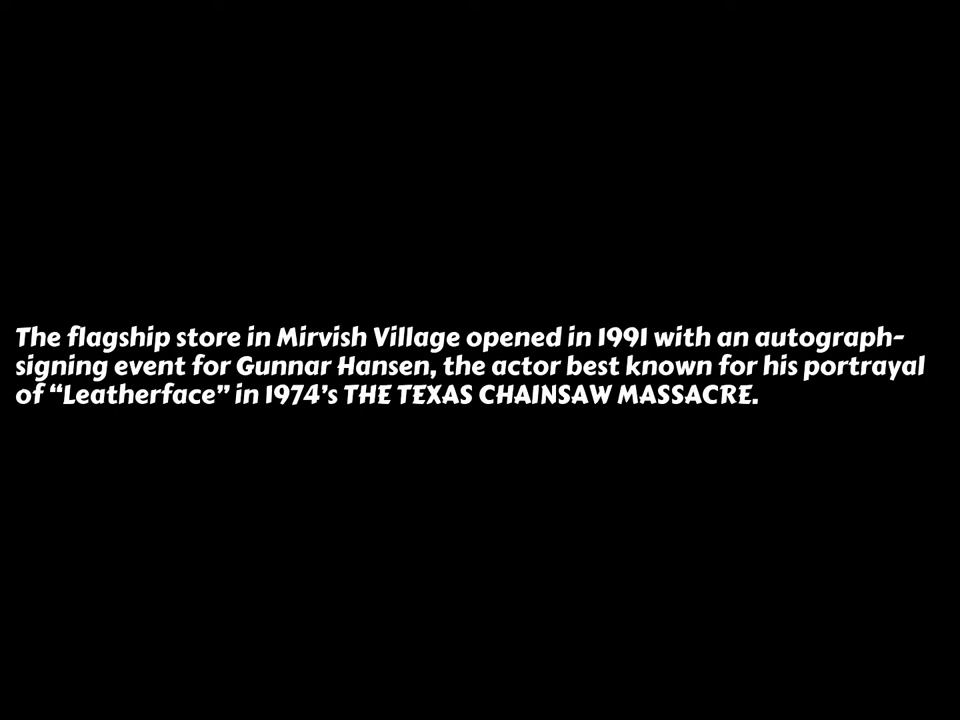 The flagship store in Mirvish Village opened in 1991 with an autograph-
signing event for Gunnar Hansen, the actor best known for his portrayal
of “Leatherface” in 1974’s THE TEXAS CHAINSAW MASSACRE.